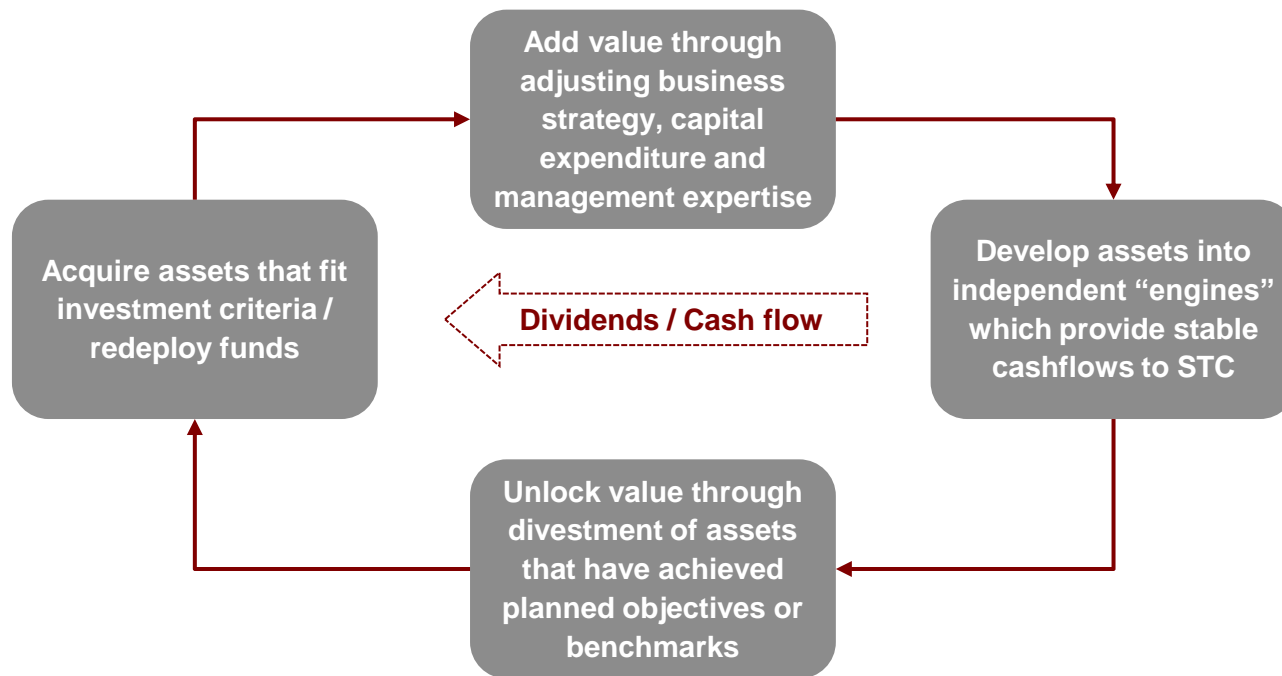 Add value through
adjusting business
strategy, capital
expenditure and
management expertise
Acquire assets that fit
investment criteria /
redeploy funds
Dividends / Cash flow
Develop assets into
independent “engines”
which provide stable
cashflows to STC
Unlock value through
divestment of assets
that have achieved
planned objectives or
benchmarks